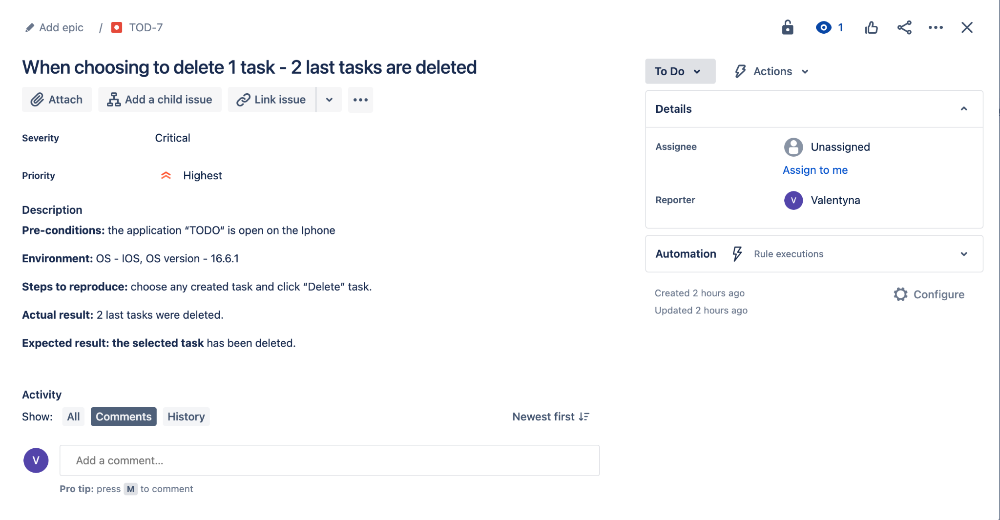 Add epic / TOD-7
1
When choosing to delete 1 task - 2 last tasks are deleted
Attach
Add a child issue
Link issue
Severity Critical
Priority Highest
Description
Pre-conditions: the application “TODO“ is open on the Iphone
Environment: OS - IOS, OS version - 16.6.1
Steps to reproduce: choose any created task and click “Delete” task.
Actual result: 2 last tasks were deleted.
Expected result: the selected task has been deleted.
Activity
Show: All Comments History
Newest first
V
Add a comment...
Pro tip: press M to comment
To Do
Actions
Details
Assignee Unassigned
Assign to me
Reporter V Valentyna
Automation Rule executions
Created 2 hours ago
Updated 2 hours ago
Configure